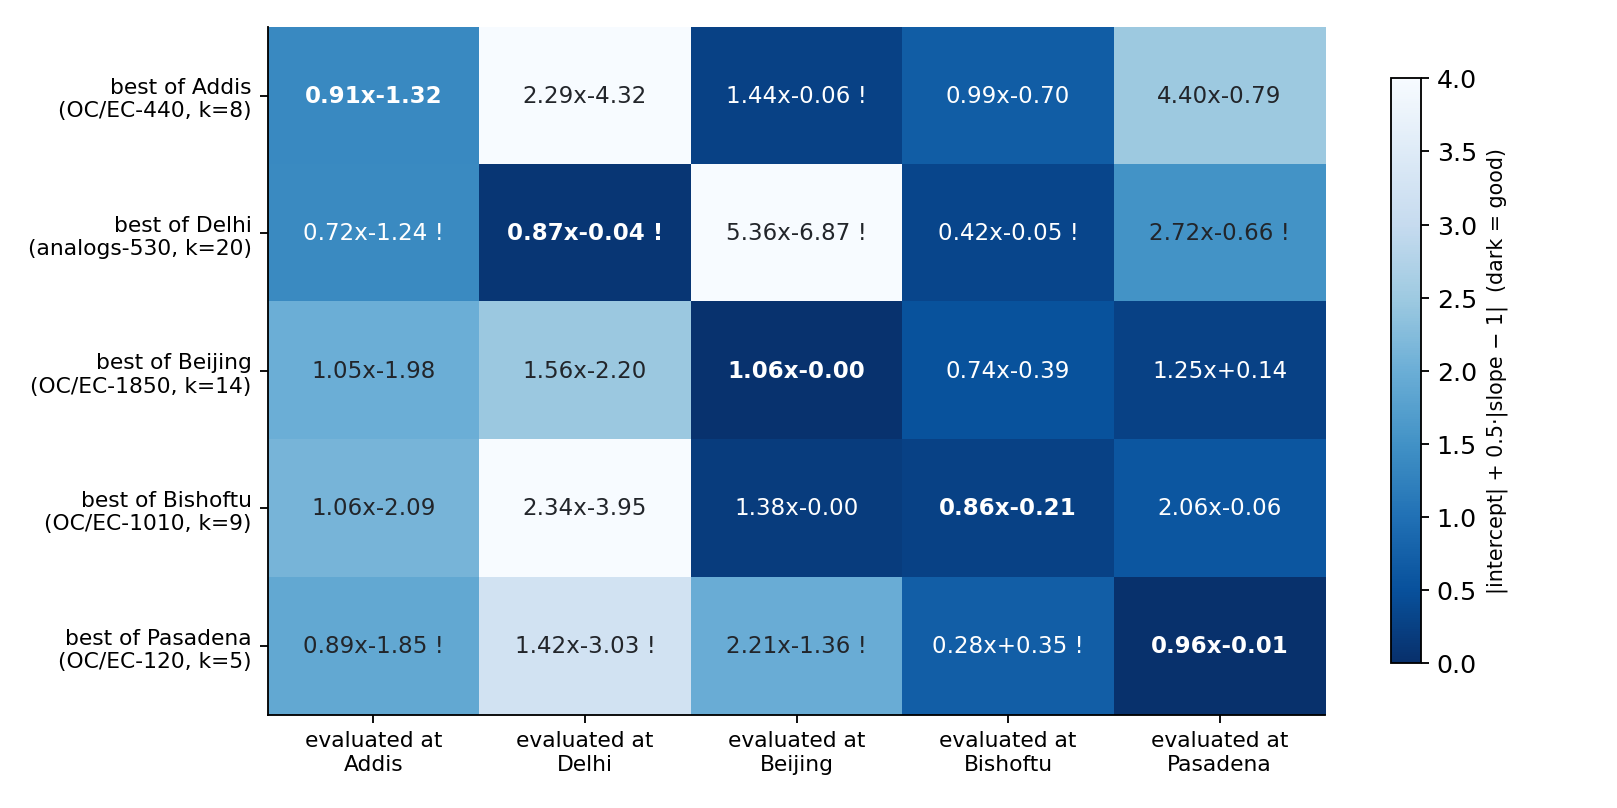 best of Addis
(OC/EC-440, k=8)
0.91x-1.32
2.29x-4.32
1.44x-0.06 !
0.99x-0.70
4.40x-0.79
best of Delhi
(analogs-530, k=20)
0.72x-1.24 !
0.87x-0.04 !
5.36x-6.87 !
0.42x-0.05 !
2.72x-0.66 !
best of Beijing
(OC/EC-1850, k=14)
1.05x-1.98
1.56x-2.20
1.06x-0.00
0.74x-0.39
1.25x+0.14
best of Bishoftu
(OC/EC-1010, k=9)
1.06x-2.09
2.34x-3.95
1.38x-0.00
0.86x-0.21
2.06x-0.06
best of Pasadena
(OC/EC-120, k=5)
0.89x-1.85 !
1.42x-3.03 !
2.21x-1.36 !
0.28x+0.35 !
0.96x-0.01
evaluated at
Addis
evaluated at
Delhi
evaluated at
Beijing
evaluated at
Bishoftu
evaluated at
Pasadena
4.0
3.5
3.0
2.5
2.0
1.5
1.0
0.5
0.0
|intercept| + 0.5·|slope − 1|  (dark = good)